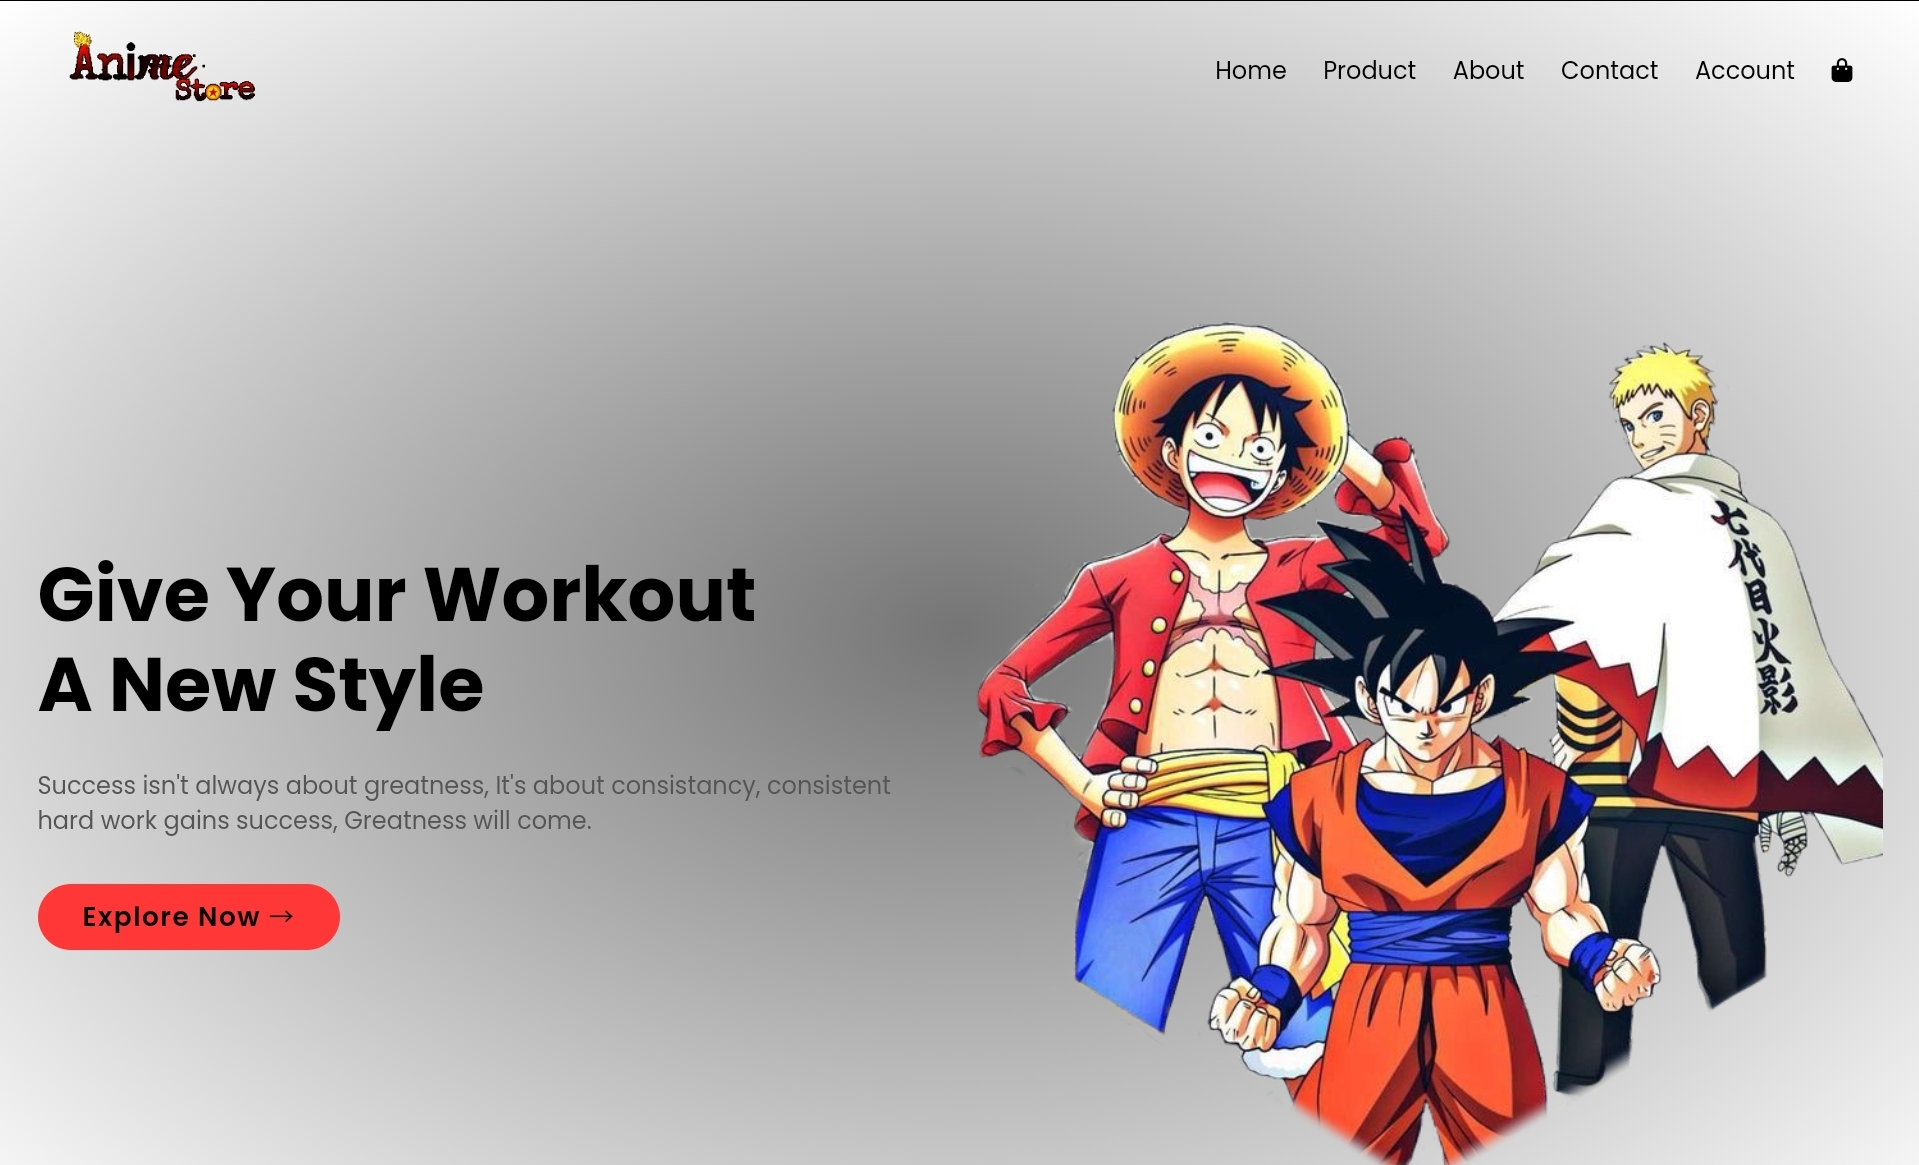 Anime
Store
Home Product About Contact Account
七代目火影
Give Your Workout
A New Style
Success isn't always about greatness, It's about consistancy, consistent
hard work gains success, Greatness will come.
Explore Now →